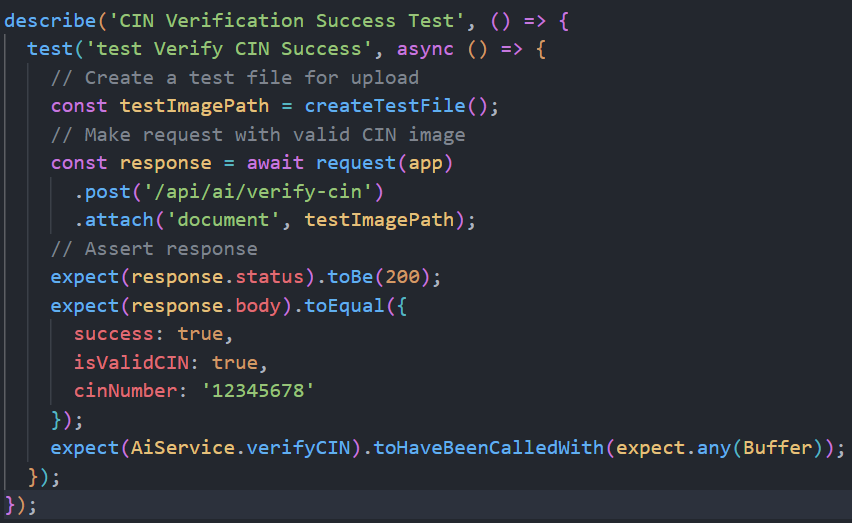 describe('CIN Verification Success Test', () => {
  test('test Verify CIN Success', async () => {
    // Create a test file for upload
    const testImagePath = createTestFile();
    // Make request with valid CIN image
    const response = await request(app)
      .post('/api/ai/verify-cin')
      .attach('document', testImagePath);
    // Assert response
    expect(response.status).toBe(200);
    expect(response.body).toEqual({
      success: true,
      isValidCIN: true,
      cinNumber: '12345678'
    });
    expect(AiService.verifyCIN).toHaveBeenCalledWith(expect.any(Buffer));
  });
});